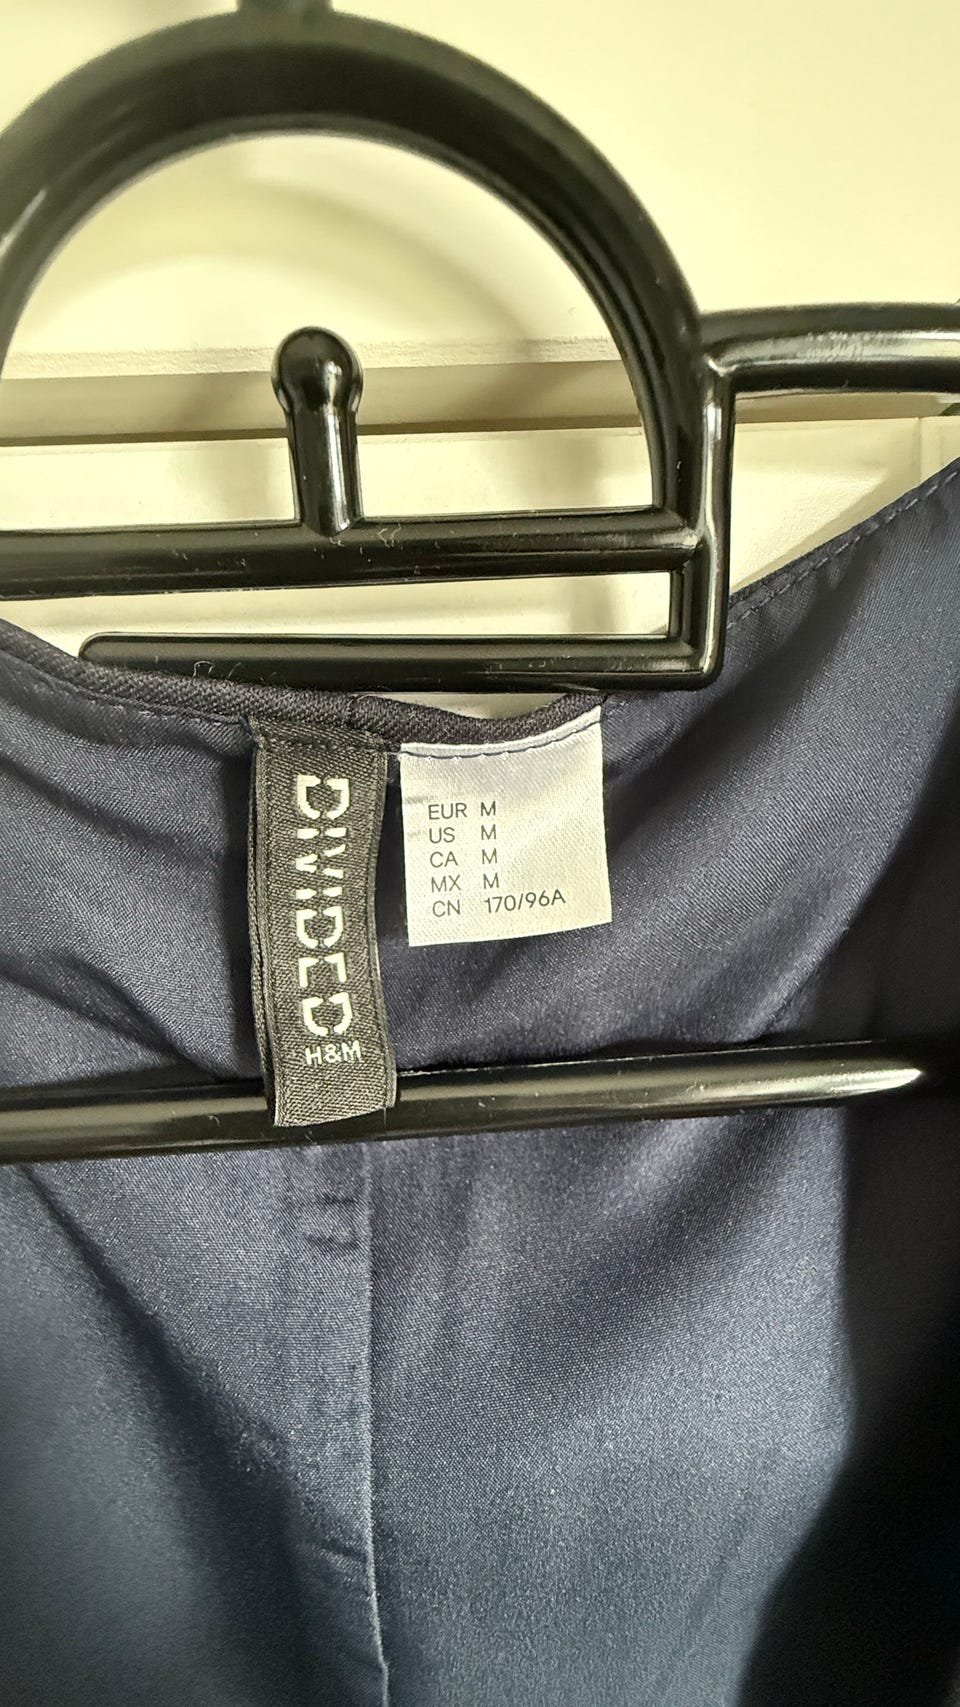 DIVIDED
H&M
EUR M
US M
CA M
MX M
CN 170/96A